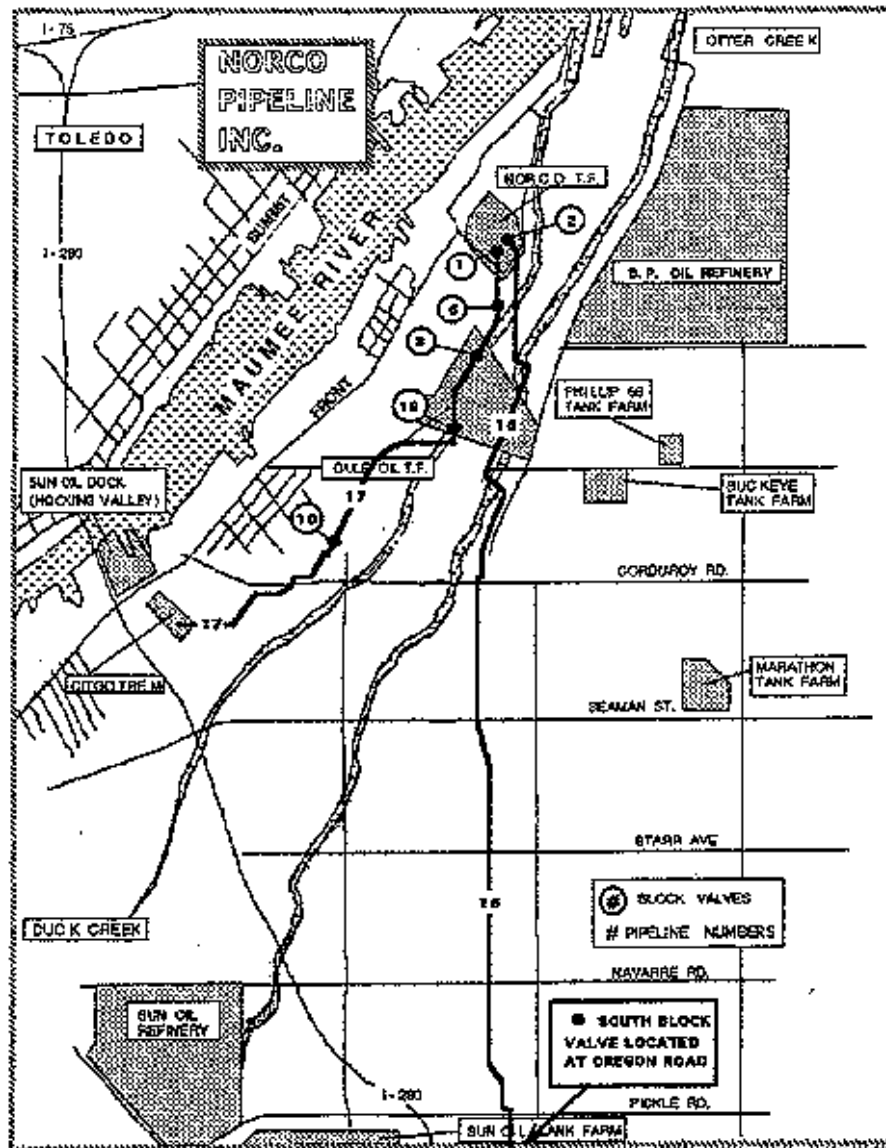 I-75
OTTER CREEK
NORCO
PIPELINE
INC.
TOLEDO
NORCO T.F.
SUMMIT
2
I-280
MAUMEE RIVER
1
B.P. OIL REFINERY
6
FRONT
PHILLIP 66
TANK FARM
16
SUN OIL DOCK
(HOCKING VALLEY)
GULF OIL T.F.
BUCKEYE
TANK FARM
17
10
CORDUROY RD.
17
MARATHON
TANK FARM
SEAMAN ST.
STARR AVE
# BLOCK VALVES
# PIPELINE NUMBERS
16
DUCK CREEK
NAVARRE RD.
SUN OIL
REFINERY
SOUTH BLOCK
VALVE LOCATED
AT OREGON ROAD
I-280
PICKLE RD.
SUN OIL TANK FARM